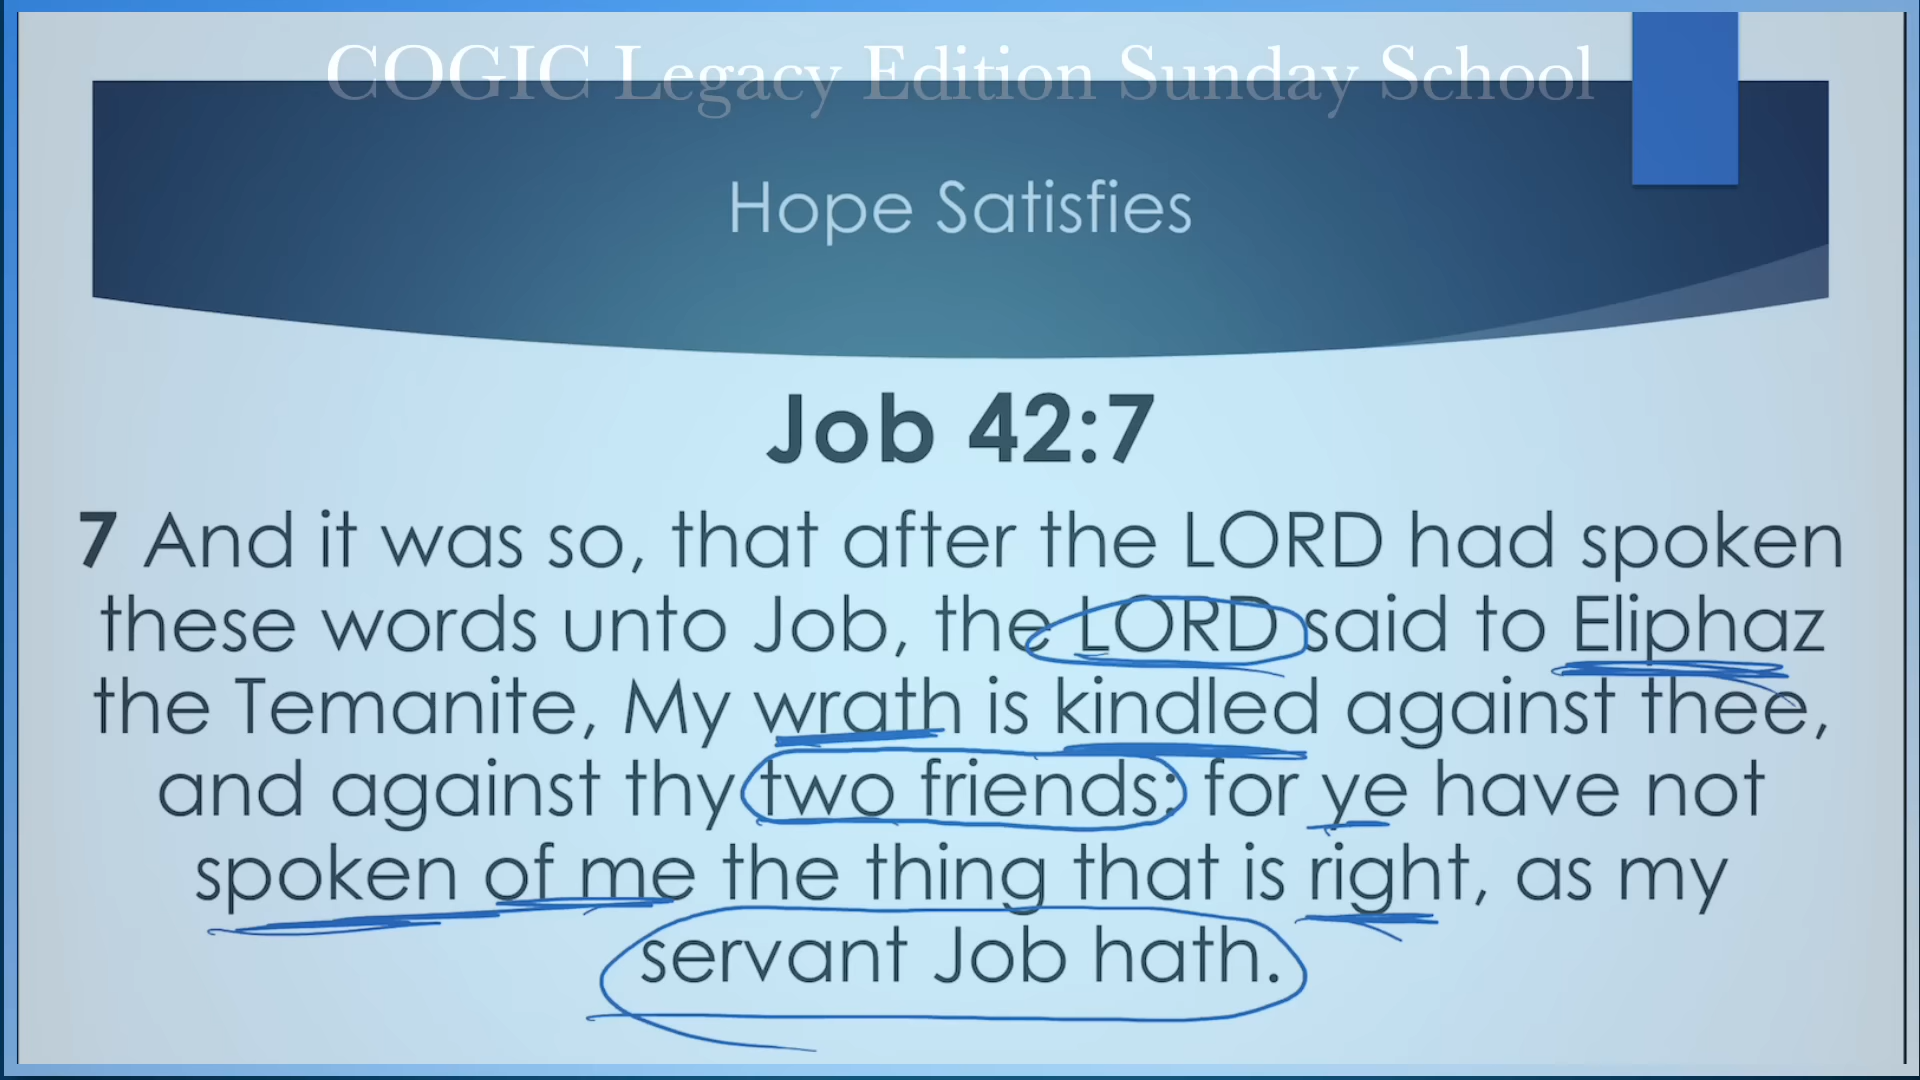 COGIC Legacy Edition Sunday School
Hope Satisfies
Job 42:7
7 And it was so, that after the LORD had spoken
these words unto Job, the LORD said to Eliphaz
the Temanite, My wrath is kindled against thee,
and against thy two friends: for ye have not
spoken of me the thing that is right, as my
servant Job hath.